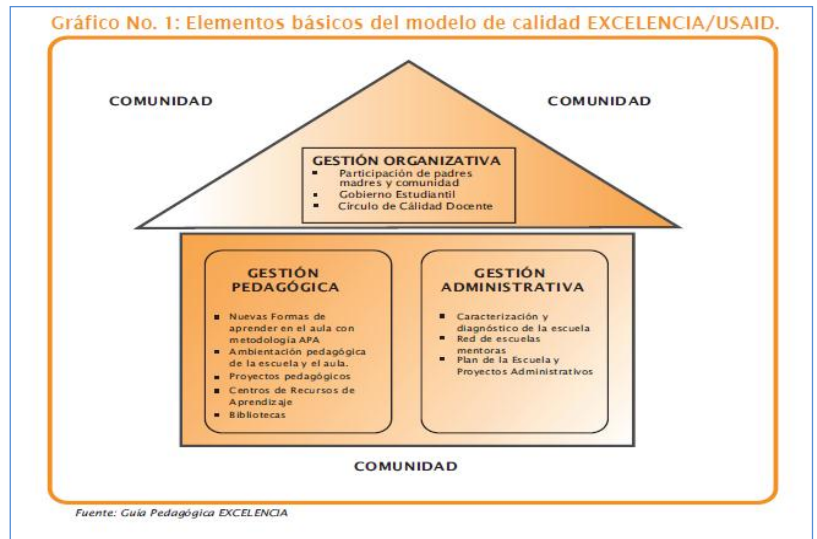 Gráfico No. 1: Elementos básicos del modelo de calidad EXCELENCIA/USAID.
COMUNIDAD
COMUNIDAD
GESTIÓN ORGANIZATIVA
▪ Participación de padres
madres y comunidad
▪ Gobierno Estudiantil
▪ Círculo de Cálidad Docente
GESTIÓN
PEDAGÓGICA
▪ Nuevas Formas de
aprender en el aula con
metodología APA
▪ Ambientación pedagógica
de la escuela y el aula.
▪ Proyectos pedagógicos
▪ Centros de Recursos de
Aprendizaje
▪ Bibliotecas
GESTIÓN
ADMINISTRATIVA
▪ Caracterización y
diagnóstico de la escuela
▪ Red de escuelas
mentoras
▪ Plan de la Escuela y
Proyectos Administrativos
COMUNIDAD
Fuente: Guía Pedagógica EXCELENCIA